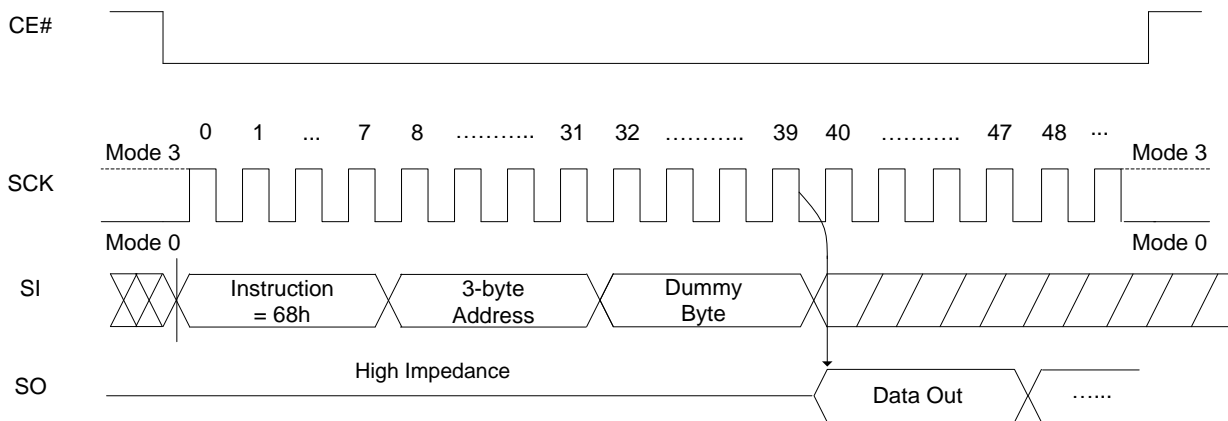 CE#
0 1 ... 7 8 ……….. 31 32 ……….. 39 40 ……….. 47 48 ...
Mode 3
Mode 3
SCK
Mode 0
Mode 0
SI
Instruction
= 68h
3-byte
Address
Dummy
Byte
High Impedance
SO
Data Out
…...